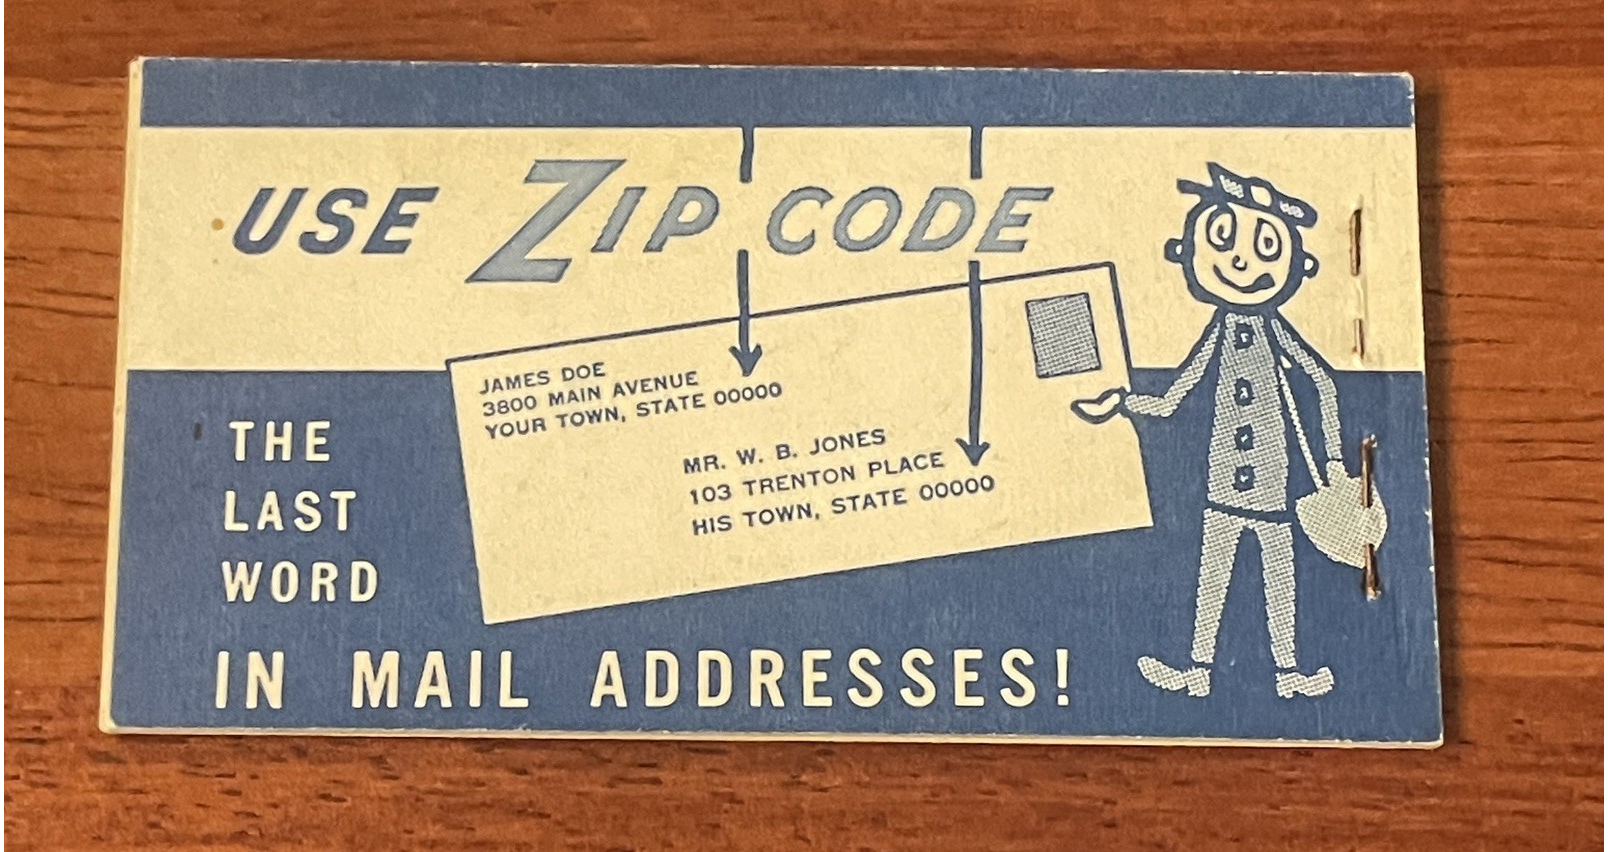 USE ZIP CODE
JAMES DOE
3800 MAIN AVENUE
YOUR TOWN, STATE 00000
MR. W. B. JONES
103 TRENTON PLACE
HIS TOWN, STATE 00000
THE
LAST
WORD
IN MAIL ADDRESSES!